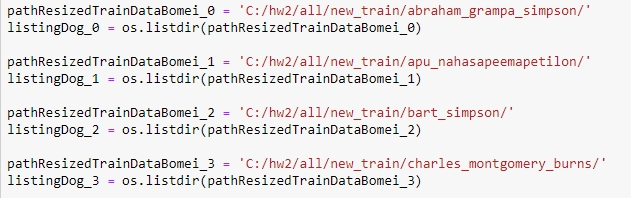 pathResizedTrainDataBomei_0 = 'C:/hw2/all/new_train/abraham_grampa_simpson/'
listingDog_0 = os.listdir(pathResizedTrainDataBomei_0)
pathResizedTrainDataBomei_1 = 'C:/hw2/all/new_train/apu_nahasapeemapetilon/'
listingDog_1 = os.listdir(pathResizedTrainDataBomei_1)
pathResizedTrainDataBomei_2 = 'C:/hw2/all/new_train/bart_simpson/'
listingDog_2 = os.listdir(pathResizedTrainDataBomei_2)
pathResizedTrainDataBomei_3 = 'C:/hw2/all/new_train/charles_montgomery_burns/'
listingDog_3 = os.listdir(pathResizedTrainDataBomei_3)